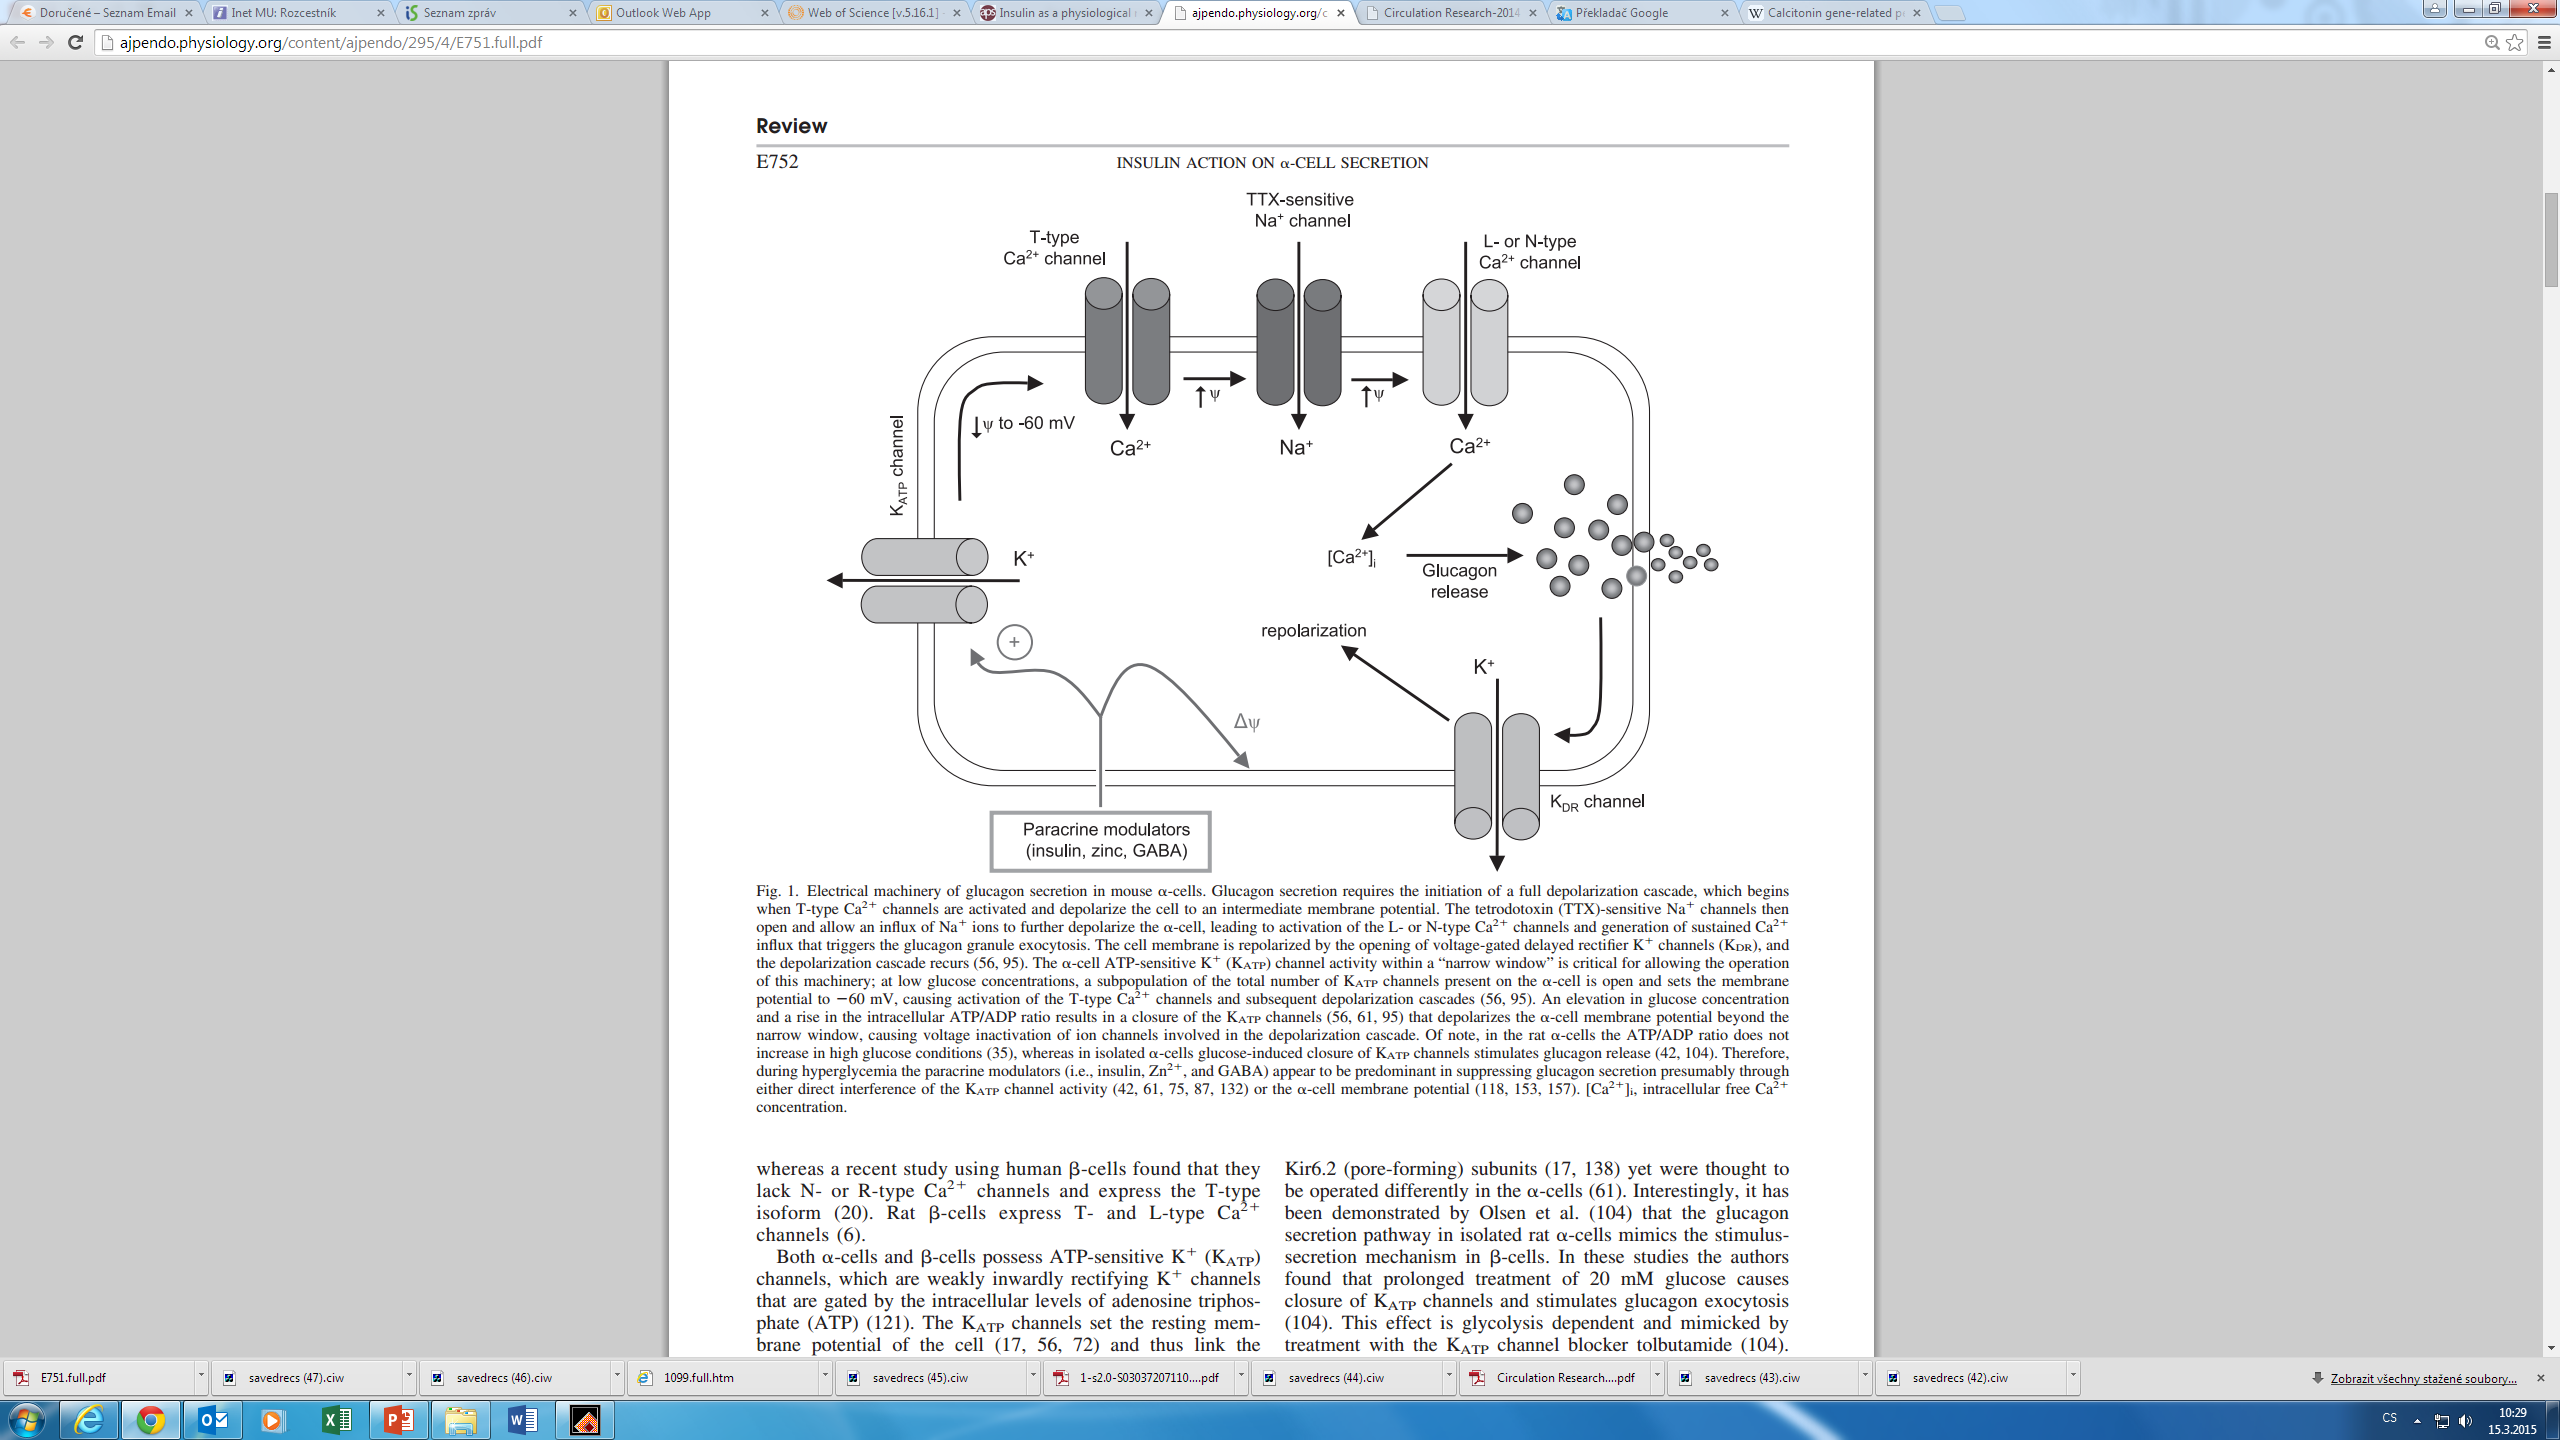 Doručené – Seznam Email
Inet MU: Rozcestník
Seznam zpráv
Outlook Web App
Web of Science [v.5.16.1]
Insulin as a physiological
ajpendo.physiology.org/c
Circulation Research-2014
Překladač Google
Calcitonin gene-related p
ajpendo.physiology.org/content/ajpendo/295/4/E751.full.pdf
Review
E752
INSULIN ACTION ON α-CELL SECRETION
TTX-sensitive
Na⁺ channel
T-type
Ca²⁺ channel
L- or N-type
Ca²⁺ channel
↑ψ
↑ψ
↓ψ to -60 mV
Ca²⁺
Na⁺
Ca²⁺
KATP channel
K⁺
[Ca²⁺]i
Glucagon
release
+
repolarization
K⁺
Δψ
KDR channel
Paracrine modulators
(insulin, zinc, GABA)
Fig. 1. Electrical machinery of glucagon secretion in mouse α-cells. Glucagon secretion requires the initiation of a full depolarization cascade, which begins
when T-type Ca²⁺ channels are activated and depolarize the cell to an intermediate membrane potential. The tetrodotoxin (TTX)-sensitive Na⁺ channels then
open and allow an influx of Na⁺ ions to further depolarize the α-cell, leading to activation of the L- or N-type Ca²⁺ channels and generation of sustained Ca²⁺
influx that triggers the glucagon granule exocytosis. The cell membrane is repolarized by the opening of voltage-gated delayed rectifier K⁺ channels (KDR), and
the depolarization cascade recurs (56, 95). The α-cell ATP-sensitive K⁺ (KATP) channel activity within a “narrow window” is critical for allowing the operation
of this machinery; at low glucose concentrations, a subpopulation of the total number of KATP channels present on the α-cell is open and sets the membrane
potential to −60 mV, causing activation of the T-type Ca²⁺ channels and subsequent depolarization cascades (56, 95). An elevation in glucose concentration
and a rise in the intracellular ATP/ADP ratio results in a closure of the KATP channels (56, 61, 95) that depolarizes the α-cell membrane potential beyond the
narrow window, causing voltage inactivation of ion channels involved in the depolarization cascade. Of note, in the rat α-cells the ATP/ADP ratio does not
increase in high glucose conditions (35), whereas in isolated α-cells glucose-induced closure of KATP channels stimulates glucagon release (42, 104). Therefore,
during hyperglycemia the paracrine modulators (i.e., insulin, Zn²⁺, and GABA) appear to be predominant in suppressing glucagon secretion presumably through
either direct interference of the KATP channel activity (42, 61, 75, 87, 132) or the α-cell membrane potential (118, 153, 157). [Ca²⁺]i, intracellular free Ca²⁺
concentration.
whereas a recent study using human β-cells found that they
lack N- or R-type Ca²⁺ channels and express the T-type
isoform (20). Rat β-cells express T- and L-type Ca²⁺
channels (6).
Both α-cells and β-cells possess ATP-sensitive K⁺ (KATP)
channels, which are weakly inwardly rectifying K⁺ channels
that are gated by the intracellular levels of adenosine triphos-
phate (ATP) (121). The KATP channels set the resting mem-
brane potential of the cell (17, 56, 72) and thus link the
Kir6.2 (pore-forming) subunits (17, 138) yet were thought to
be operated differently in the α-cells (61). Interestingly, it has
been demonstrated by Olsen et al. (104) that the glucagon
secretion pathway in isolated rat α-cells mimics the stimulus-
secretion mechanism in β-cells. In these studies the authors
found that prolonged treatment of 20 mM glucose causes
closure of KATP channels and stimulates glucagon exocytosis
(104). This effect is glycolysis dependent and mimicked by
treatment with the KATP channel blocker tolbutamide (104).
E751.full.pdf
savedrecs (47).ciw
savedrecs (46).ciw
1099.full.htm
savedrecs (45).ciw
1-s2.0-S03037207110....pdf
savedrecs (44).ciw
Circulation Research....pdf
savedrecs (43).ciw
savedrecs (42).ciw
Zobrazit všechny stažené soubory...
CS
10:29
15.3.2015